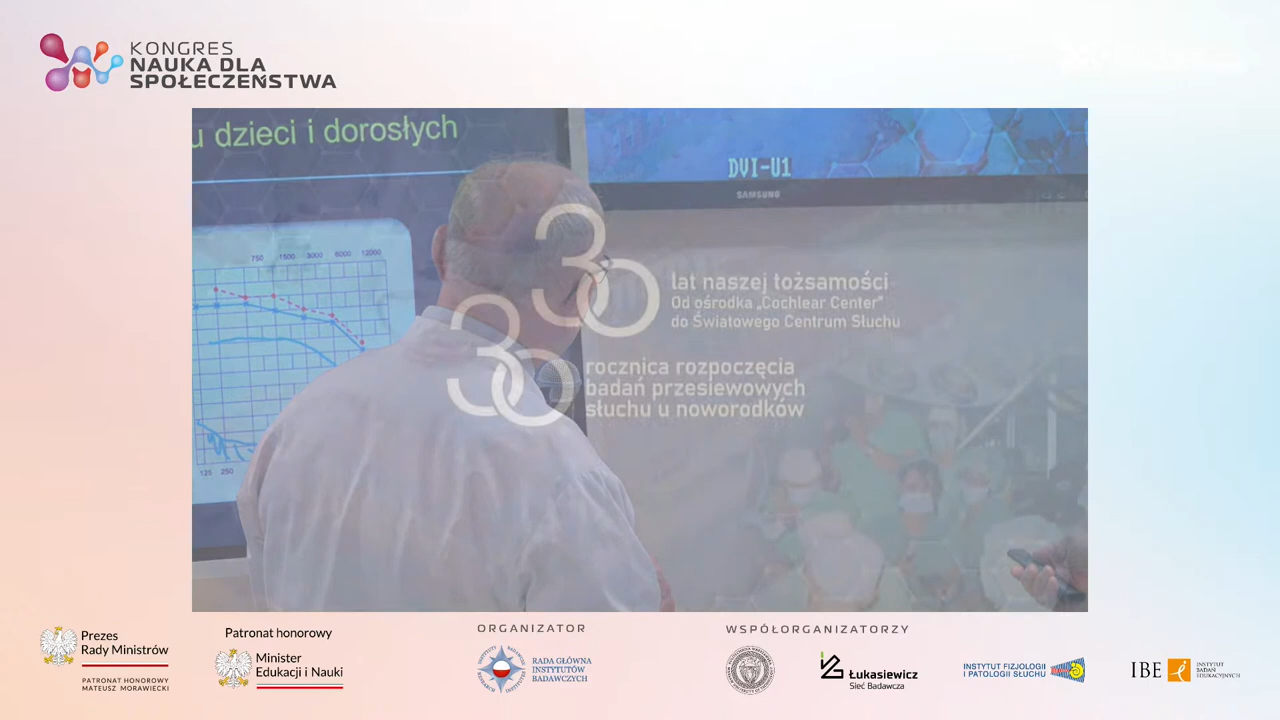 KONGRES
NAUKA DLA
SPOŁECZEŃSTWA
u dzieci i dorosłych
DVI-U1
SAMSUNG
750 1500 3000 6000 12000
125 250
30
lat naszej tożsamości
Od ośrodka „Cochlear Center"
do Światowego Centrum Słuchu
30
rocznica rozpoczęcia
badań przesiewowych
słuchu u noworodków
Prezes
Rady Ministrów
PATRONAT HONOROWY
MATEUSZ MORAWIECKI
Patronat honorowy
Minister
Edukacji i Nauki
ORGANIZATOR
RADA GŁÓWNA
INSTYTUTÓW
BADAWCZYCH
WSPÓŁORGANIZATORZY
Łukasiewicz
Sieć Badawcza
INSTYTUT FIZJOLOGII
I PATOLOGII SŁUCHU
IBE
INSTYTUT
BADAŃ
EDUKACYJNYCH